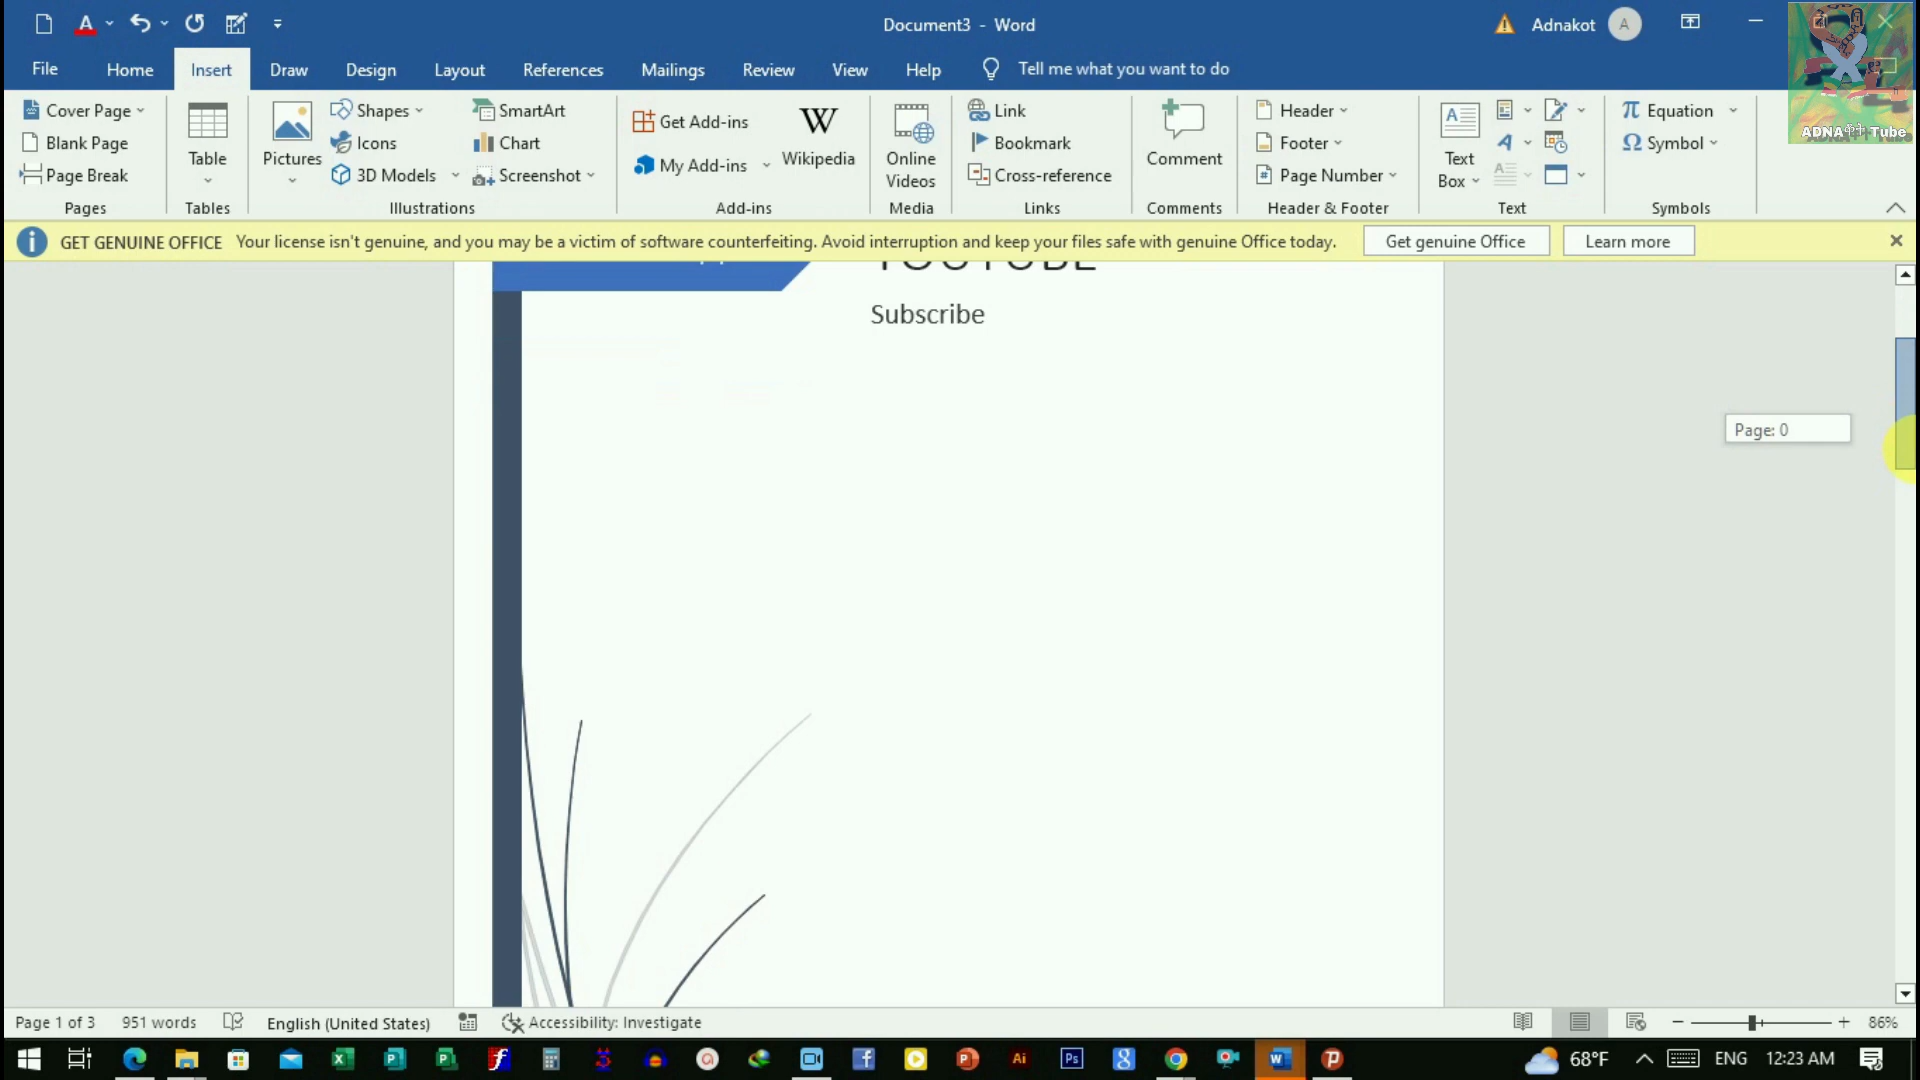 Document3 - Word
Adnakot
A
File
Home
Insert
Draw
Design
Layout
References
Mailings
Review
View
Help
Tell me what you want to do
Cover Page
Blank Page
Page Break
Pages
Table
Tables
Pictures
Shapes
Icons
3D Models
SmartArt
Chart
Screenshot
Illustrations
Get Add-ins
My Add-ins
W
Wikipedia
Add-ins
Online
Videos
Media
Link
Bookmark
Cross-reference
Links
Comment
Comments
Header
Footer
Page Number
Header & Footer
Text
Box
Text
Equation
Symbol
Symbols
GET GENUINE OFFICE Your license isn't genuine, and you may be a victim of software counterfeiting. Avoid interruption and keep your files safe with genuine Office today.
Get genuine Office
Learn more
YOUTUBE
Subscribe
Page: 0
Page 1 of 3
951 words
English (United States)
Accessibility: Investigate
86%
68°F
ENG
12:23 AM